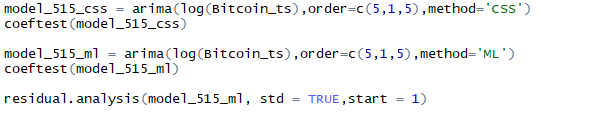 model_515_css = arima(log(Bitcoin_ts),order=c(5,1,5),method='CSS')
coeftest(model_515_css)
model_515_ml = arima(log(Bitcoin_ts),order=c(5,1,5),method='ML')
coeftest(model_515_ml)
residual.analysis(model_515_ml, std = TRUE,start = 1)